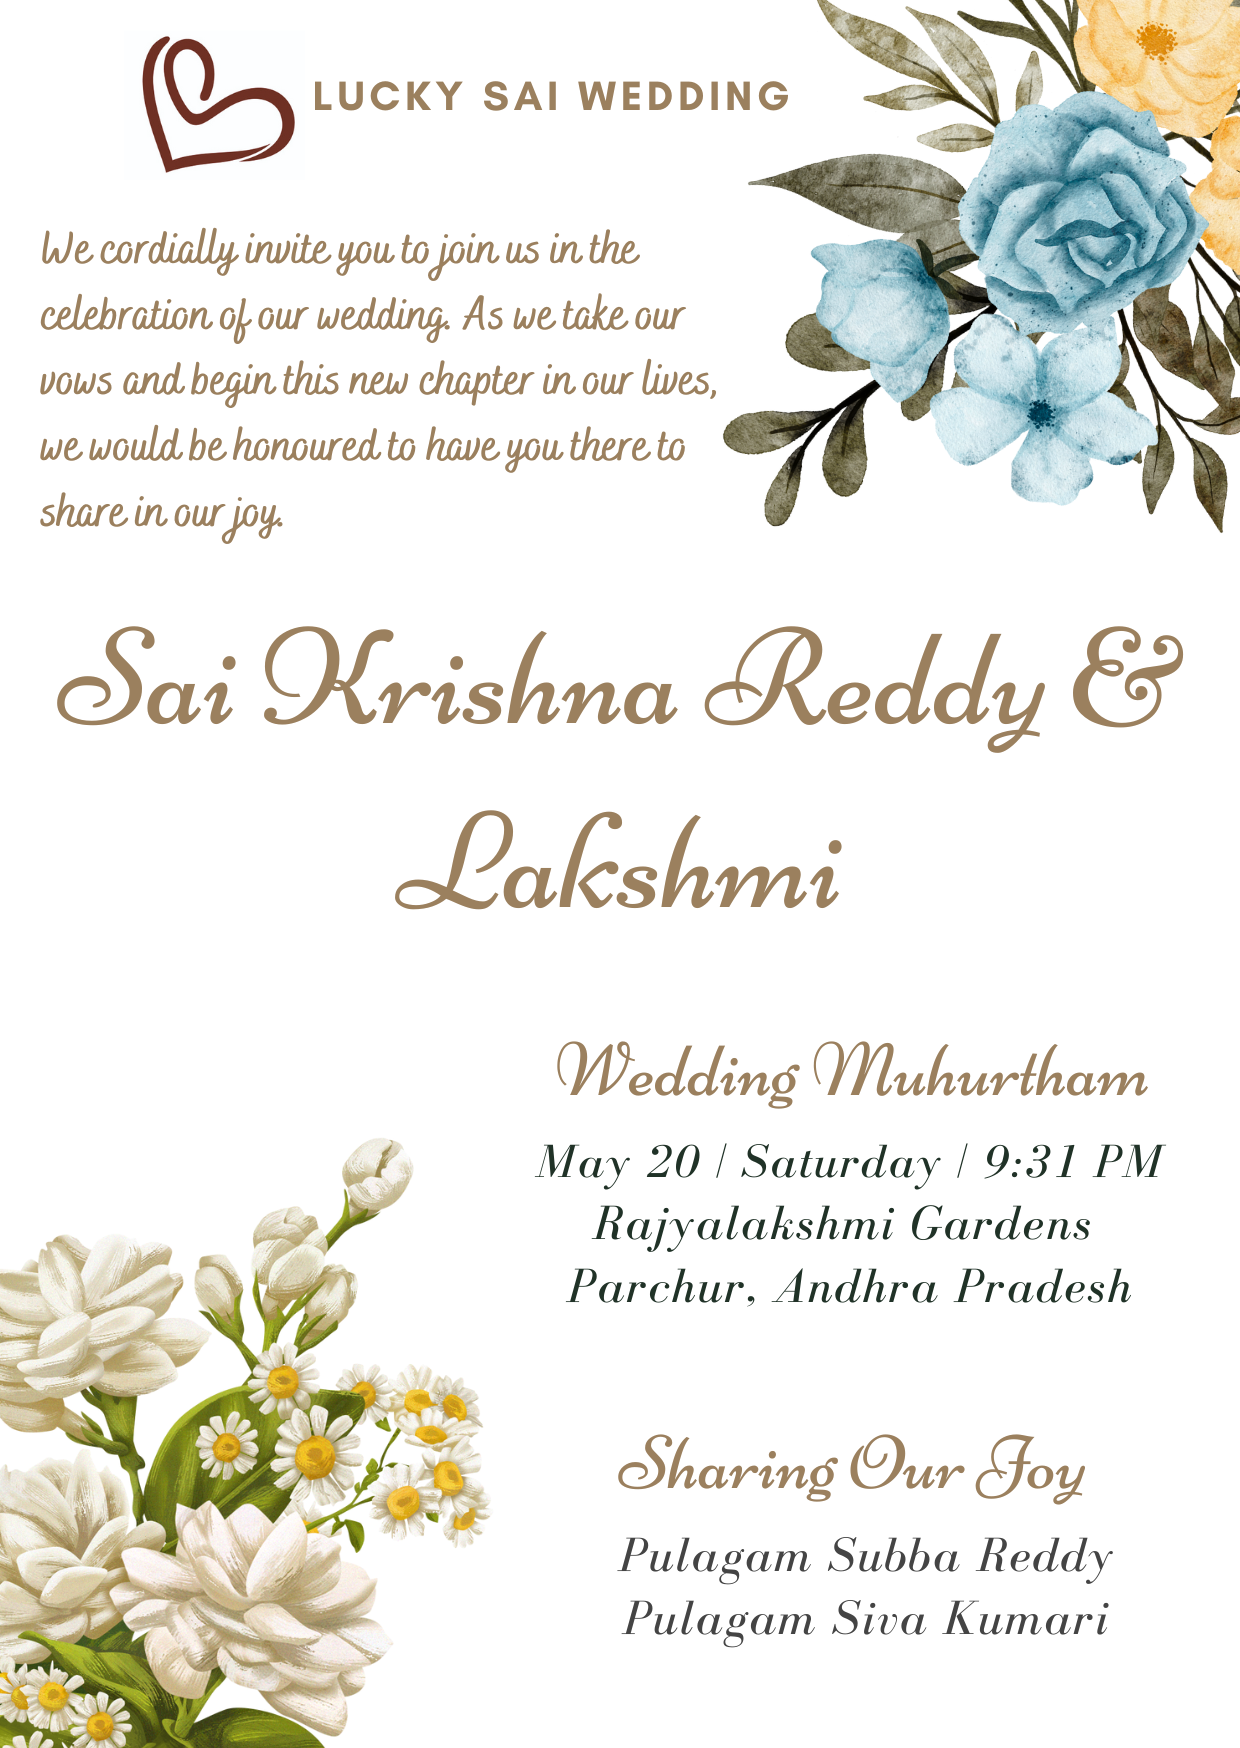 LUCKY SAI WEDDING
We cordially invite you to join us in the
celebration of our wedding. As we take our
vows and begin this new chapter in our lives,
we would be honoured to have you there to
share in our joy.
Sai Krishna Reddy &
Lakshmi
Wedding Muhurtham
May 20 | Saturday | 9:31 PM
Rajyalakshmi Gardens
Parchur, Andhra Pradesh
Sharing Our Joy
Pulagam Subba Reddy
Pulagam Siva Kumari